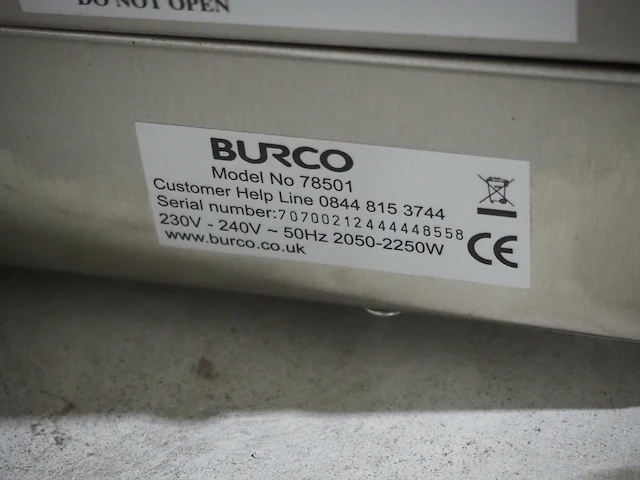 DO NOT OPEN
BURCO
Model No 78501
Customer Help Line 0844 815 3744
Serial number:70700212444448558
230V - 240V ~ 50Hz 2050-2250W
www.burco.co.uk
CE